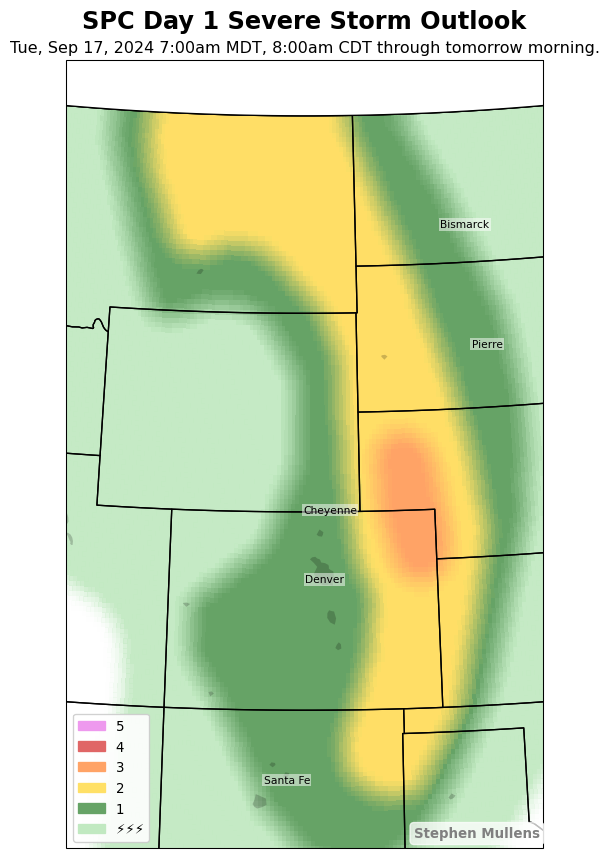 SPC Day 1 Severe Storm Outlook
Tue, Sep 17, 2024 7:00am MDT, 8:00am CDT through tomorrow morning.
Bismarck
Pierre
Cheyenne
Denver
5
4
3
2
1
⚡⚡⚡
Santa Fe
Stephen Mullens